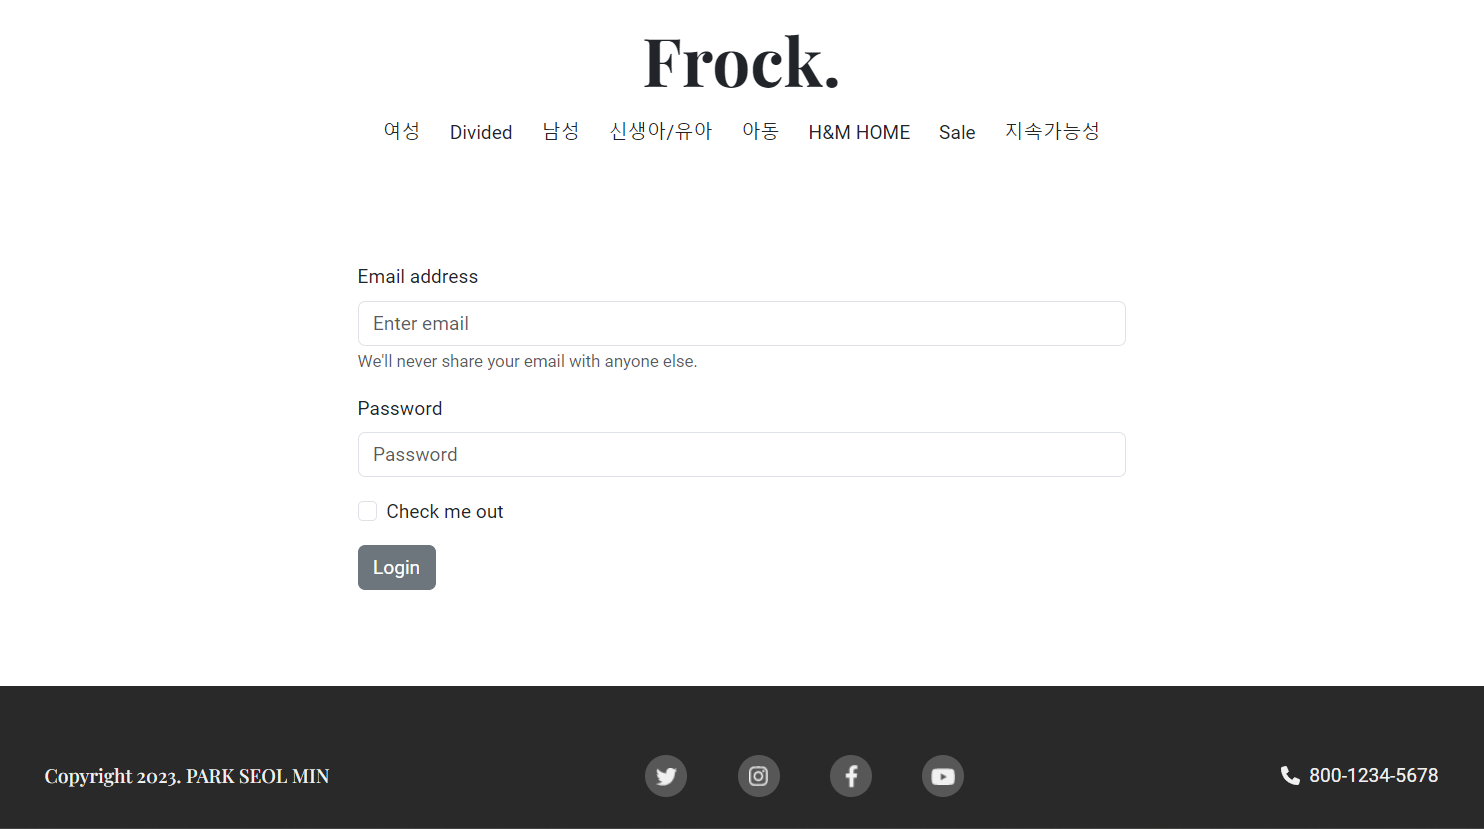 Frock.
여성 Divided 남성 신생아/유아 아동 H&M HOME Sale 지속가능성
Email address
Enter email
We'll never share your email with anyone else.
Password
Password
Check me out
Login
Copyright 2023. PARK SEOL MIN
800-1234-5678